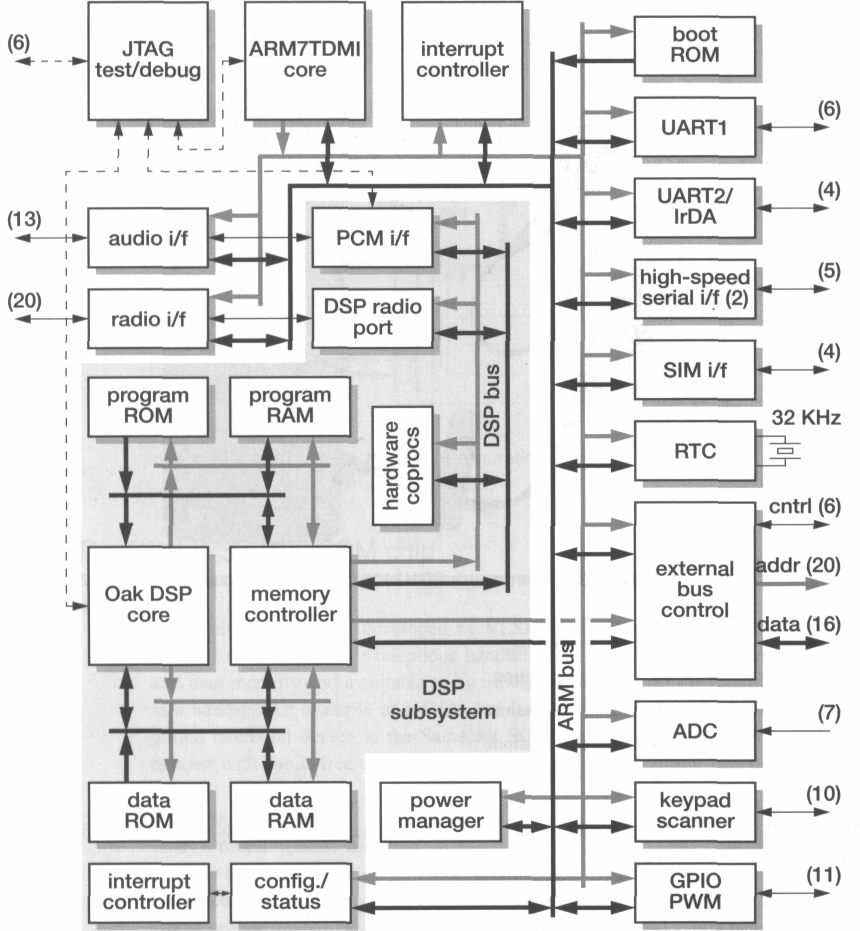 (6)
JTAG
test/debug
ARM7TDMI
core
interrupt
controller
boot
ROM
UART1
(6)
(13)
audio i/f
PCM i/f
UART2/
IrDA
(4)
(20)
radio i/f
DSP radio
port
high-speed
serial i/f (2)
(5)
SIM i/f
(4)
program
ROM
program
RAM
hardware
coprocs
DSP bus
RTC
32 KHz
Oak DSP
core
memory
controller
external
bus
control
cntrl (6)
addr (20)
data (16)
DSP
subsystem
ARM bus
ADC
(7)
data
ROM
data
RAM
power
manager
keypad
scanner
(10)
interrupt
controller
config./
status
GPIO
PWM
(11)